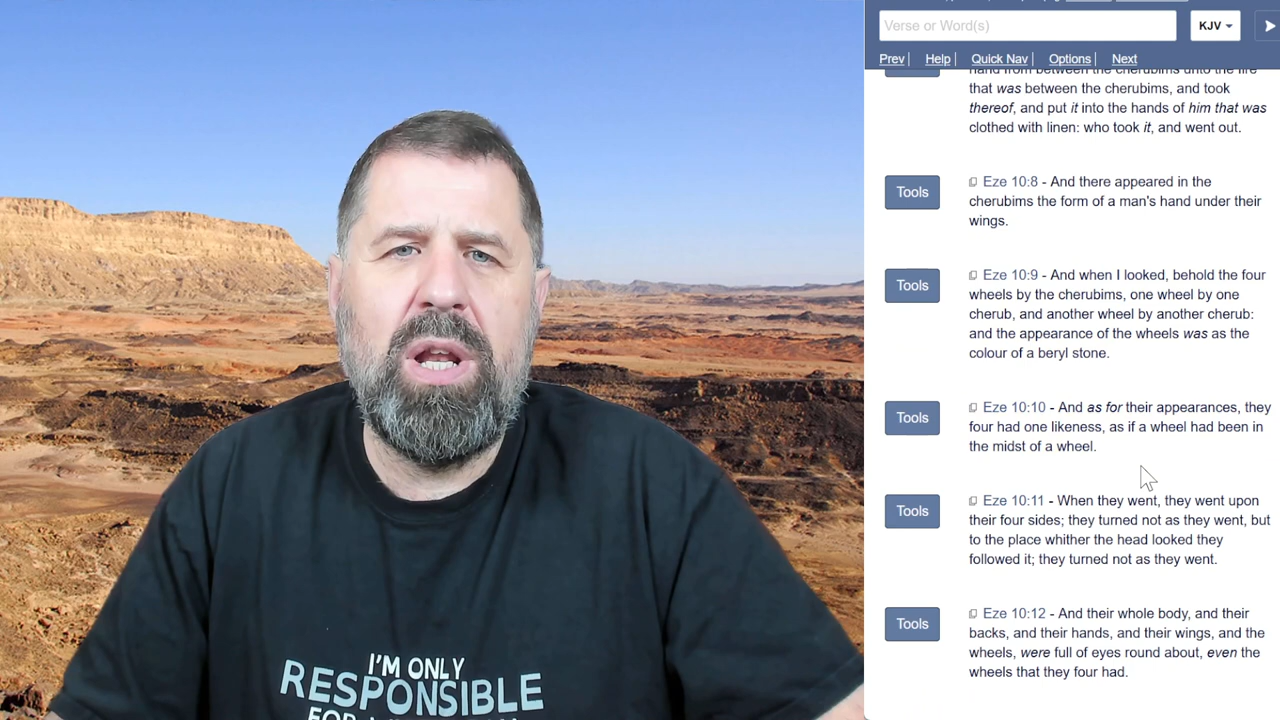 I'M ONLY
RESPONSIBLE
Verse or Word(s)
KJV
Prev
Help
Quick Nav
Options
Next
hand from between the cherubims unto the fire
that was between the cherubims, and took
thereof, and put it into the hands of him that was
clothed with linen: who took it, and went out.
Tools
Eze 10:8 - And there appeared in the
cherubims the form of a man's hand under their
wings.
Tools
Eze 10:9 - And when I looked, behold the four
wheels by the cherubims, one wheel by one
cherub, and another wheel by another cherub:
and the appearance of the wheels was as the
colour of a beryl stone.
Tools
Eze 10:10 - And as for their appearances, they
four had one likeness, as if a wheel had been in
the midst of a wheel.
Tools
Eze 10:11 - When they went, they went upon
their four sides; they turned not as they went, but
to the place whither the head looked they
followed it; they turned not as they went.
Tools
Eze 10:12 - And their whole body, and their
backs, and their hands, and their wings, and the
wheels, were full of eyes round about, even the
wheels that they four had.